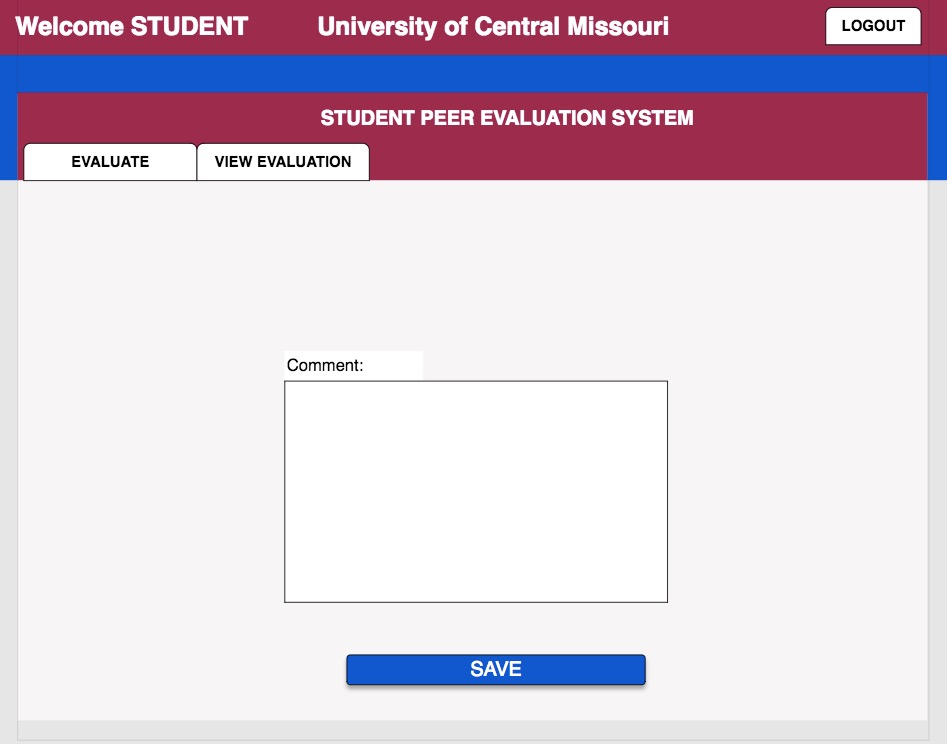 Welcome STUDENT University of Central Missouri LOGOUT
STUDENT PEER EVALUATION SYSTEM
EVALUATE VIEW EVALUATION
Comment:
SAVE